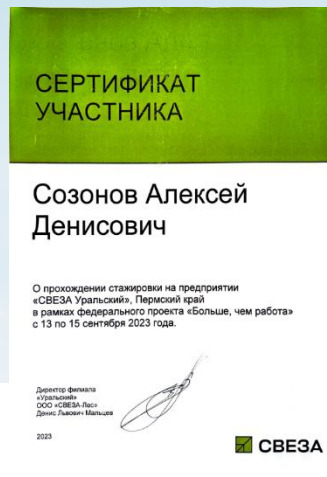 СЕРТИФИКАТ
УЧАСТНИКА
Созонов Алексей
Денисович
О прохождении стажировки на предприятии
«СВЕЗА Уральский», Пермский край
в рамках федерального проекта «Больше, чем работа»
с 13 по 15 сентября 2023 года.
Директор филиала
«Уральский»
ООО «СВЕЗА-Лес»
Денис Львович Мальцев
2023
СВЕЗА